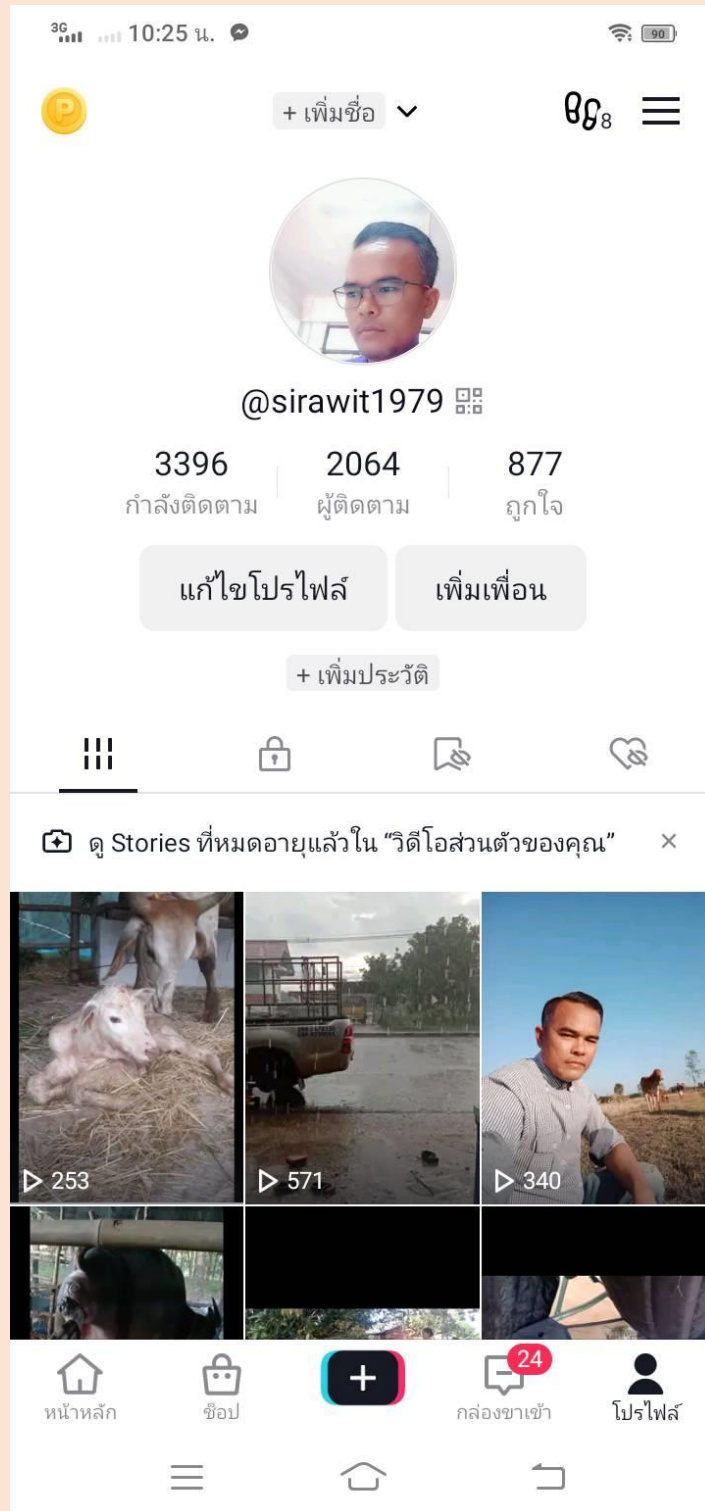 3G 10:25 น. 90
P + เพิ่มชื่อ 8
@sirawit1979
3396 2064 877
กำลังติดตาม ผู้ติดตาม ถูกใจ
แก้ไขโปรไฟล์ เพิ่มเพื่อน
+ เพิ่มประวัติ
ดู Stories ที่หมดอายุแล้วใน “วิดีโอส่วนตัวของคุณ”
253 571 340
24
หน้าหลัก ช็อป กล่องขาเข้า โปรไฟล์